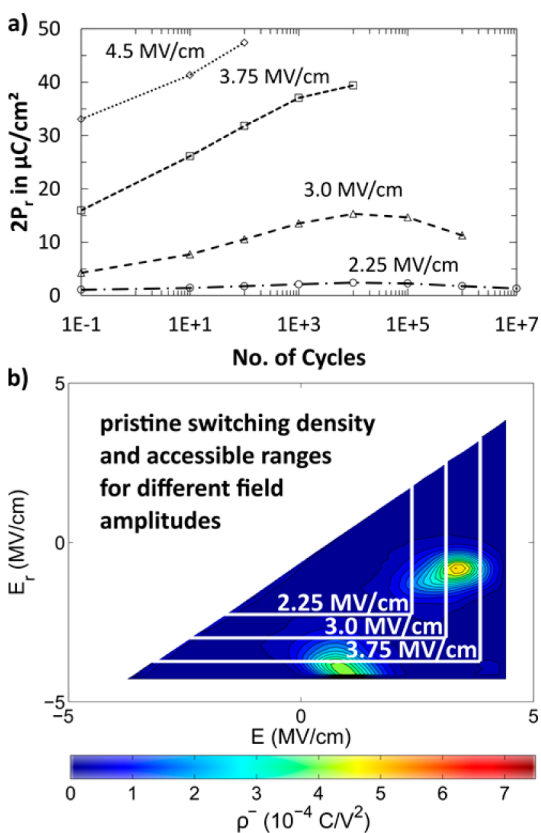 a)
50
40
30
20
10
0
2Pr in µC/cm²
4.5 MV/cm
3.75 MV/cm
3.0 MV/cm
2.25 MV/cm
1E-1 1E+1 1E+3 1E+5 1E+7
No. of Cycles
b)
5
0
−5
Er (MV/cm)
pristine switching density
and accessible ranges
for different field
amplitudes
2.25 MV/cm
3.0 MV/cm
3.75 MV/cm
−5 0 5
E (MV/cm)
0 1 2 3 4 5 6 7
ρ⁻ (10⁻⁴ C/V²)